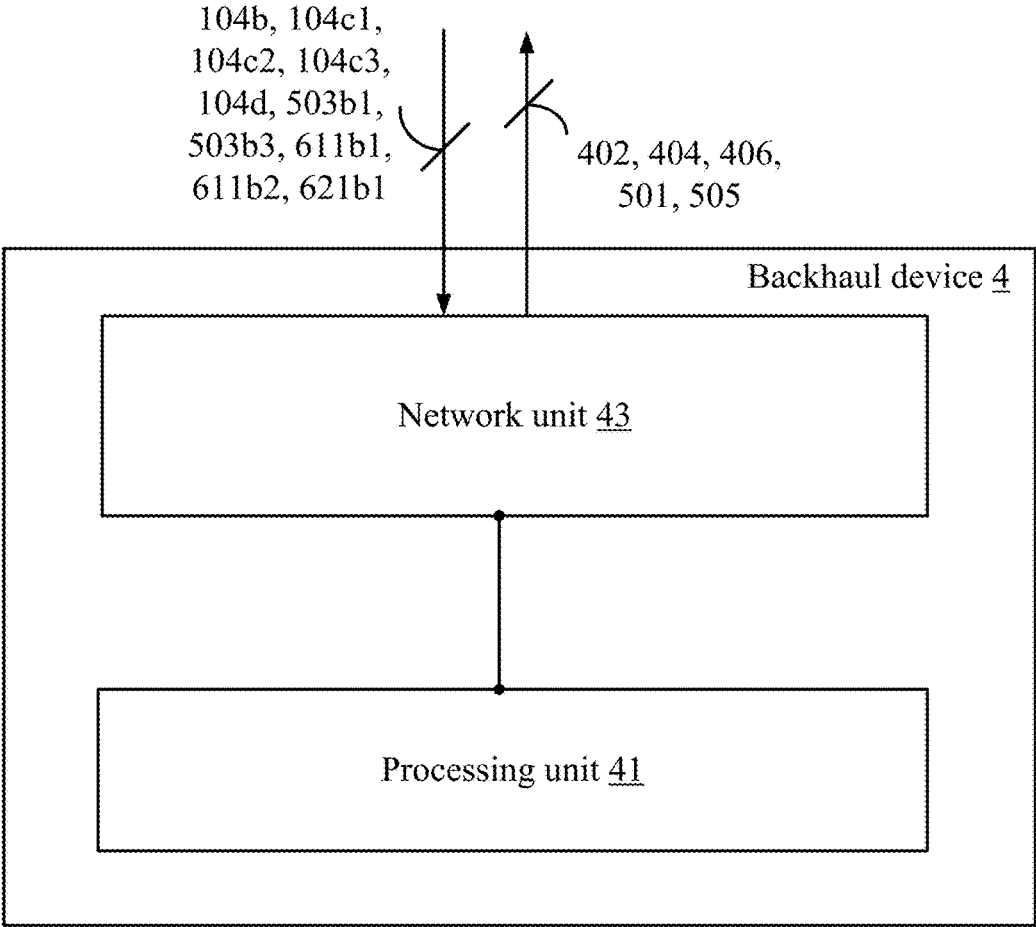 104b, 104c1,
104c2, 104c3,
104d, 503b1,
503b3, 611b1,
611b2, 621b1
402, 404, 406,
501, 505
Backhaul device 4
Network unit 43
Processing unit 41